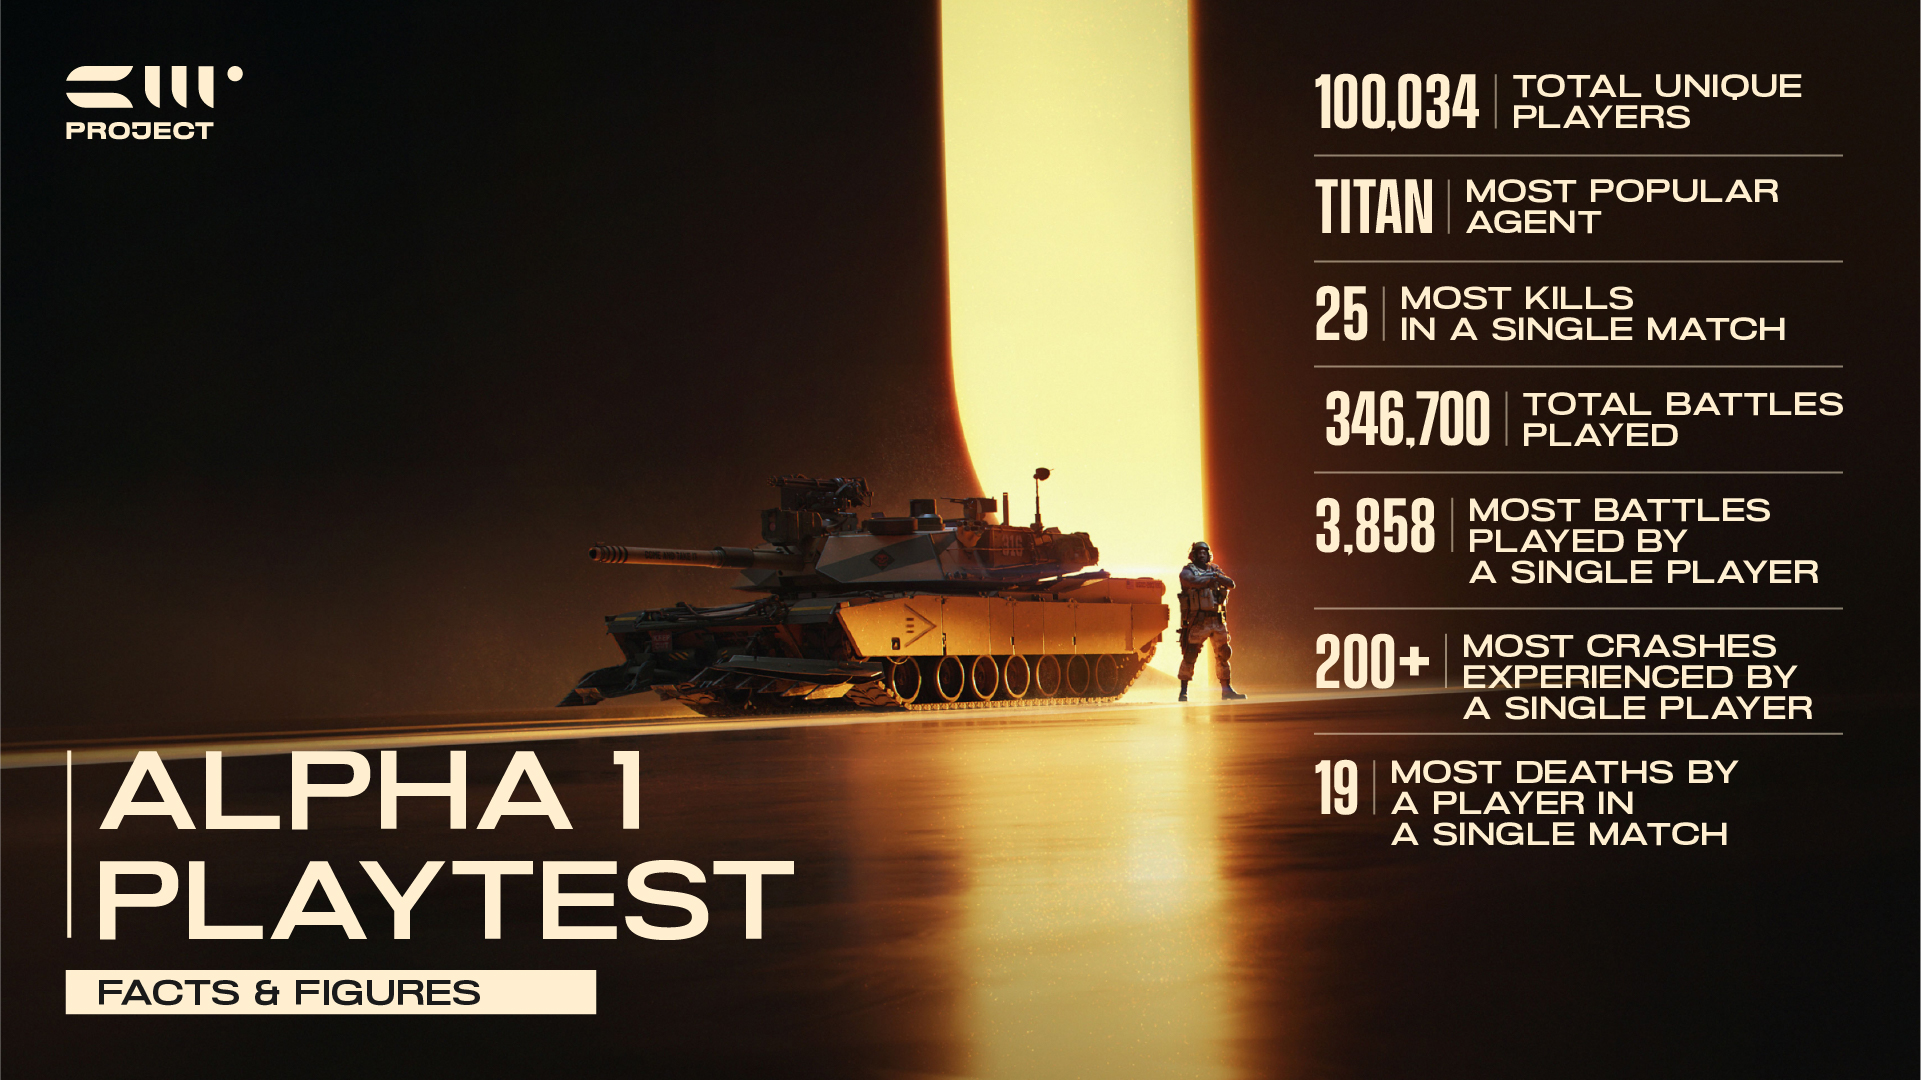 CW
PROJECT
100,034
TOTAL UNIQUE
PLAYERS
TITAN
MOST POPULAR
AGENT
25
MOST KILLS
IN A SINGLE MATCH
346,700
TOTAL BATTLES
PLAYED
3,858
MOST BATTLES
PLAYED BY
A SINGLE PLAYER
200+
MOST CRASHES
EXPERIENCED BY
A SINGLE PLAYER
19
MOST DEATHS BY
A PLAYER IN
A SINGLE MATCH
316
ALPHA 1
PLAYTEST
FACTS & FIGURES